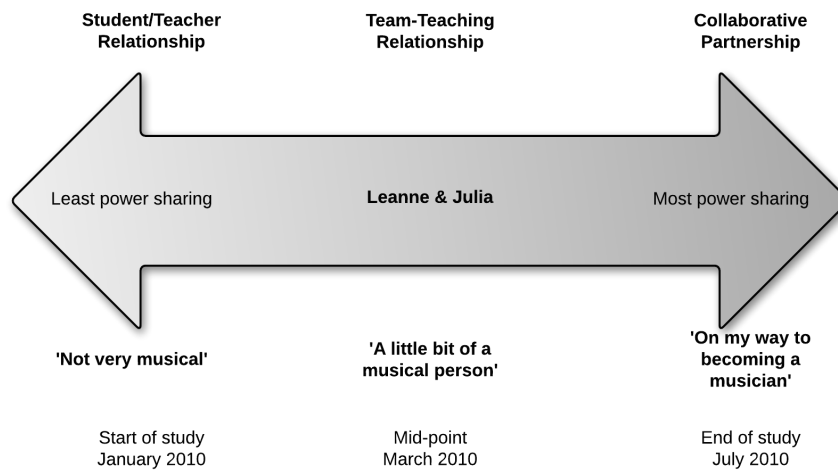 Student/Teacher
Relationship
Team-Teaching
Relationship
Collaborative
Partnership
Least power sharing
Leanne & Julia
Most power sharing
'Not very musical'
'A little bit of a
musical person'
'On my way to
becoming a
musician'
Start of study
January 2010
Mid-point
March 2010
End of study
July 2010